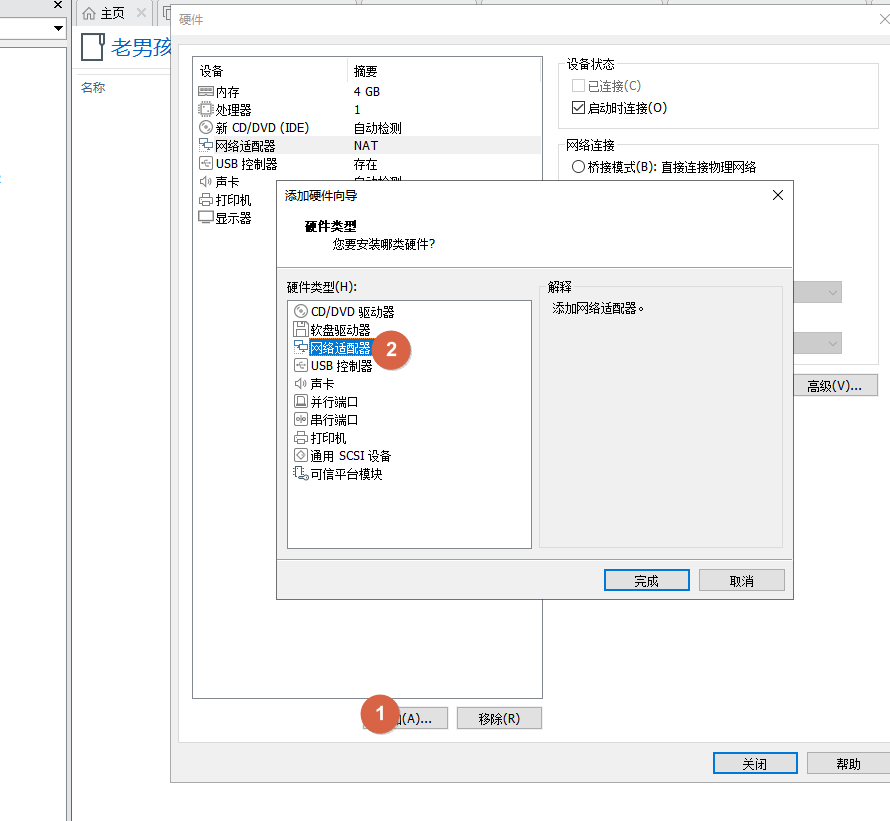 主页
硬件
老男孩
名称
设备 摘要
内存 4 GB
处理器 1
新 CD/DVD (IDE) 自动检测
网络适配器 NAT
USB 控制器 存在
声卡 自动检测
打印机
显示器
设备状态
已连接(C)
启动时连接(O)
网络连接
桥接模式(B): 直接连接物理网络
添加硬件向导
硬件类型
您要安装哪类硬件?
硬件类型(H):
CD/DVD 驱动器
软盘驱动器
网络适配器
2
USB 控制器
声卡
并行端口
串行端口
打印机
通用 SCSI 设备
可信平台模块
解释
添加网络适配器。
高级(V)...
完成
取消
1
(A)...
移除(R)
关闭
帮助